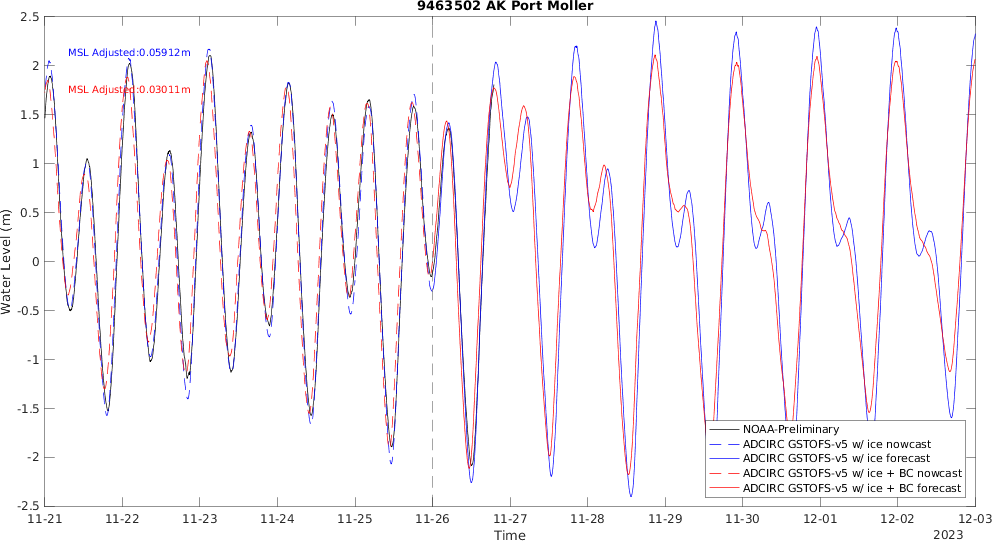 9463502 AK Port Moller
MSL Adjusted:0.05912m
MSL Adjusted:0.03011m
Water Level (m)
2.5
2
1.5
1
0.5
0
-0.5
-1
-1.5
-2
-2.5
NOAA-Preliminary
ADCIRC GSTOFS-v5 w/ ice nowcast
ADCIRC GSTOFS-v5 w/ ice forecast
ADCIRC GSTOFS-v5 w/ ice + BC nowcast
ADCIRC GSTOFS-v5 w/ ice + BC forecast
11-21 11-22 11-23 11-24 11-25 11-26 11-27 11-28 11-29 11-30 12-01 12-02 12-03
Time
2023